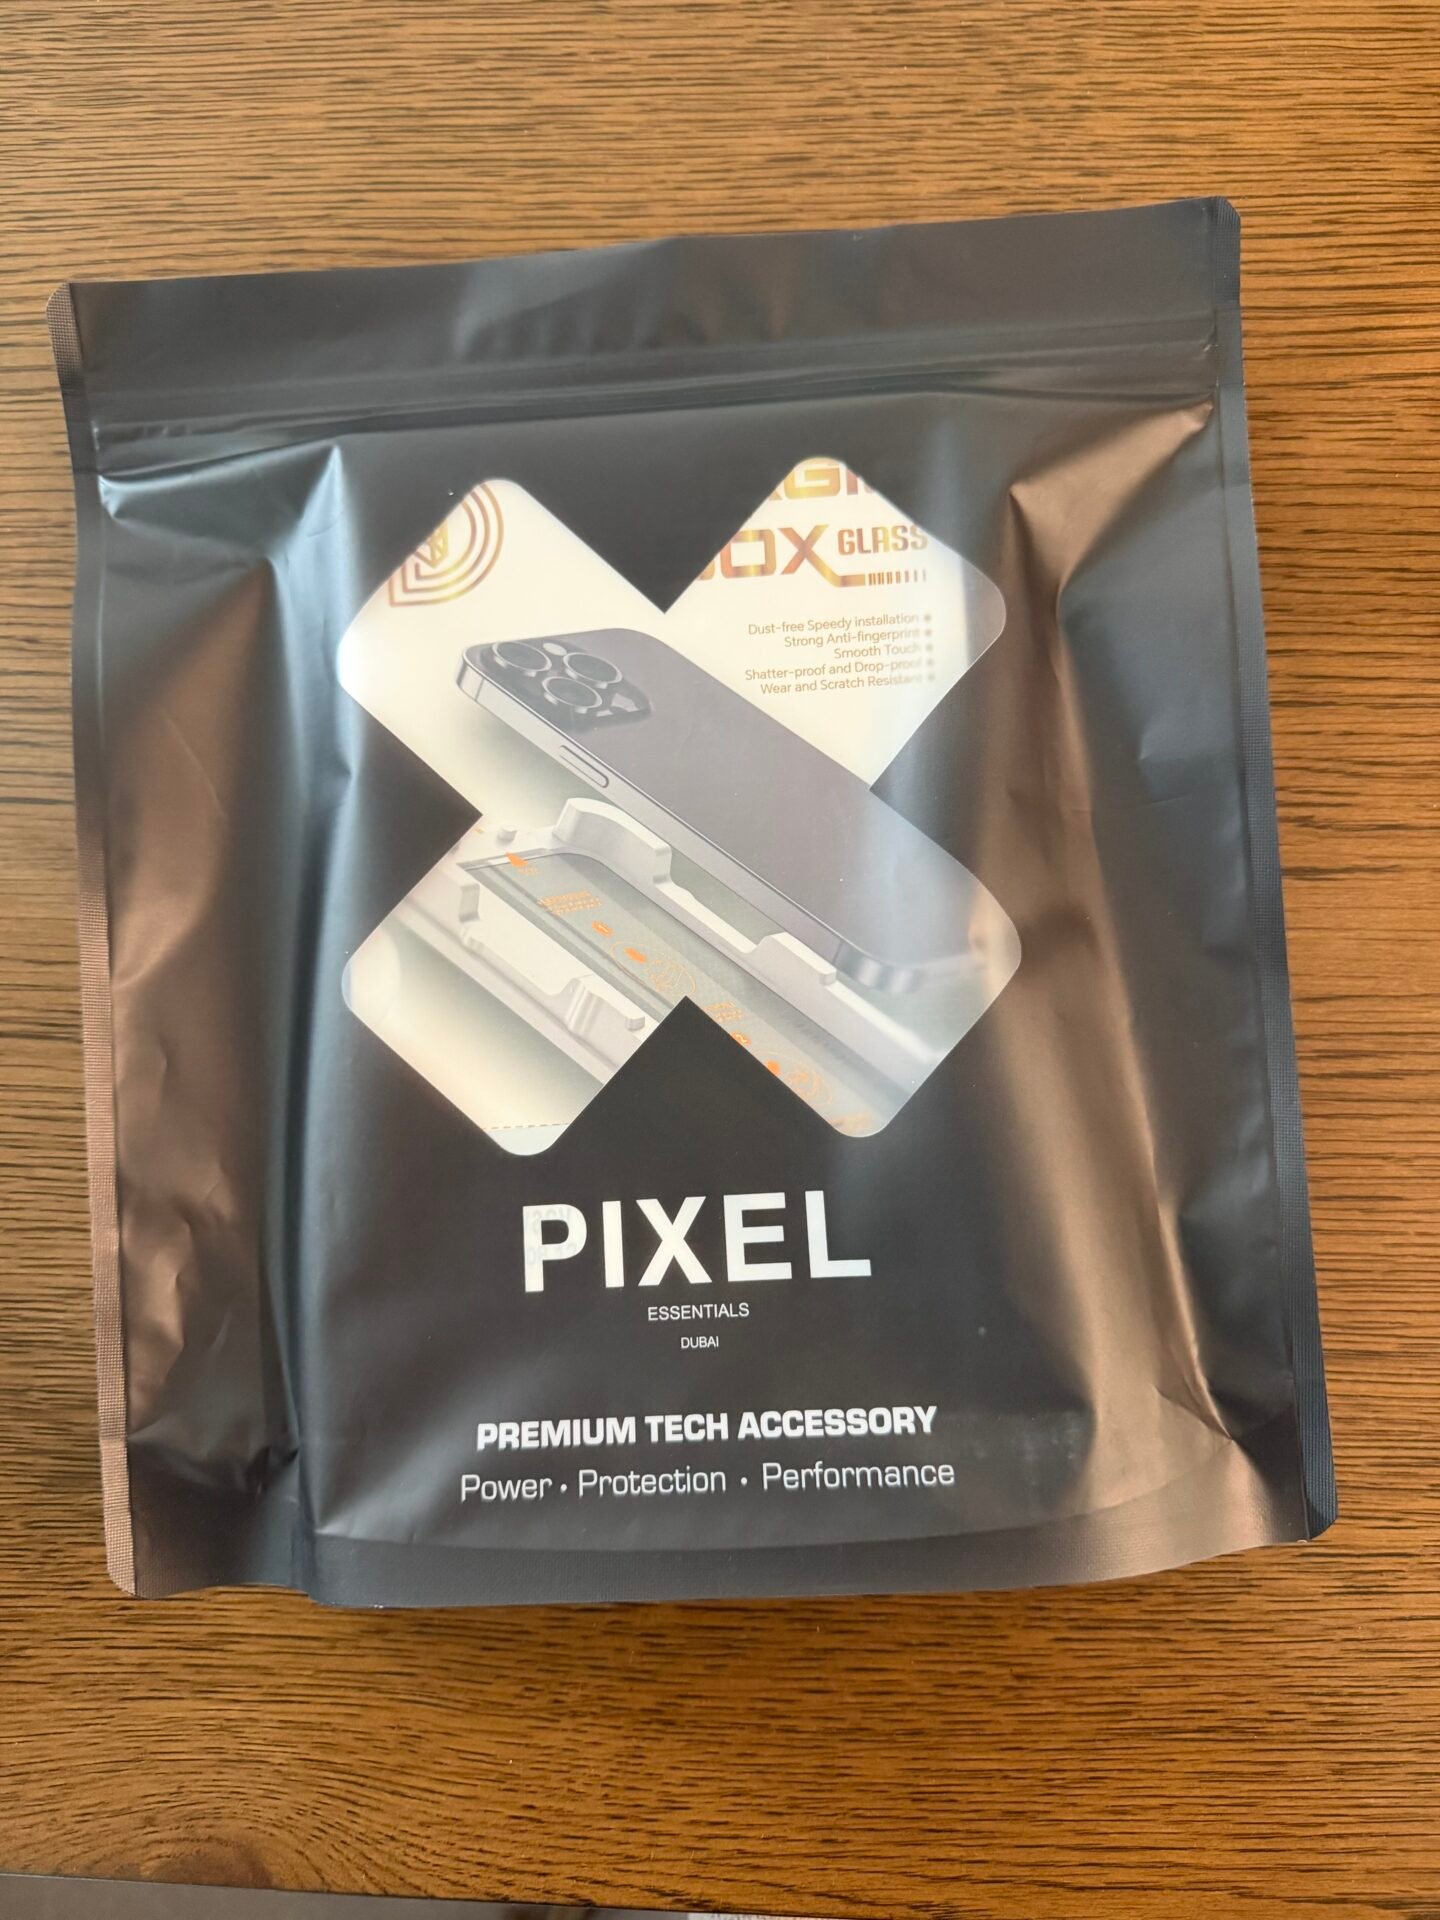 GLASS
Dust-free Speedy installation
Strong Anti-fingerprint
Smooth Touch
Shatter-proof and Drop-proof
Wear and Scratch Resistant
PIXEL
ESSENTIALS
DUBAI
PREMIUM TECH ACCESSORY
Power • Protection • Performance